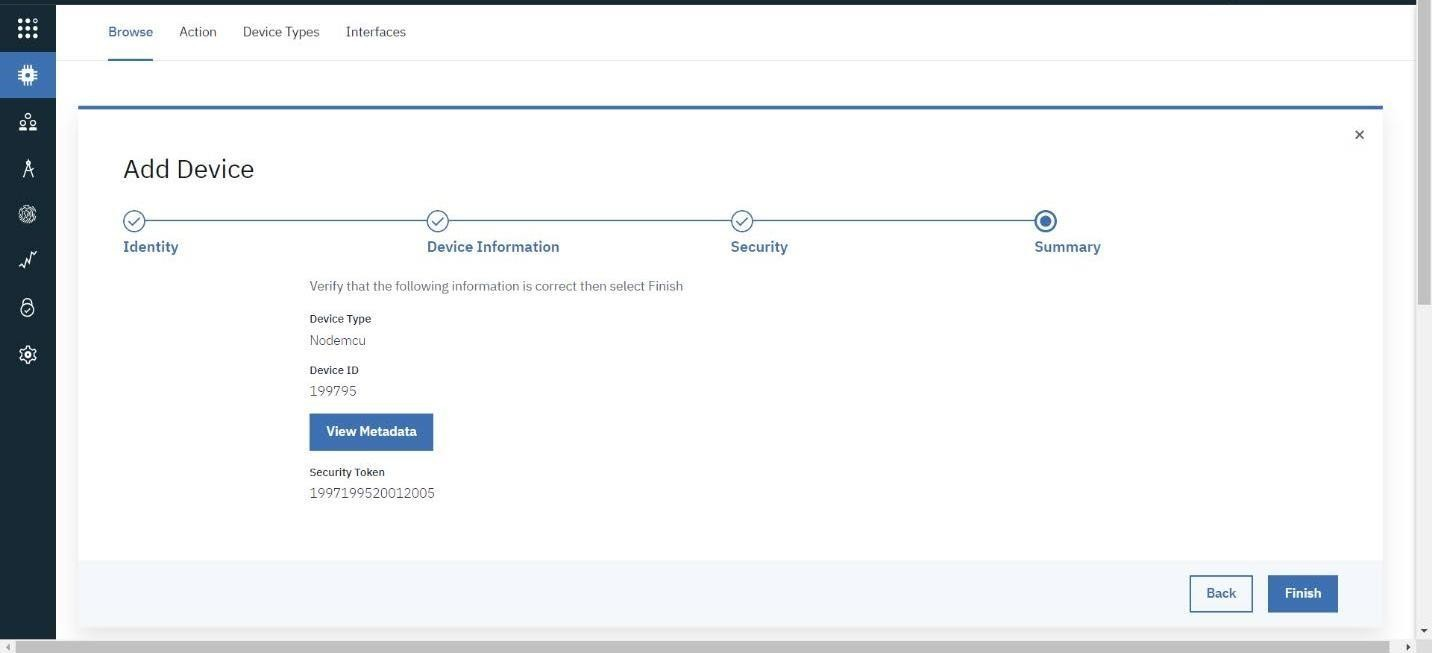 Browse Action Device Types Interfaces
Add Device
Identity Device Information Security Summary
Verify that the following information is correct then select Finish
Device Type
Nodemcu
Device ID
199795
View Metadata
Security Token
1997199520012005
Back Finish